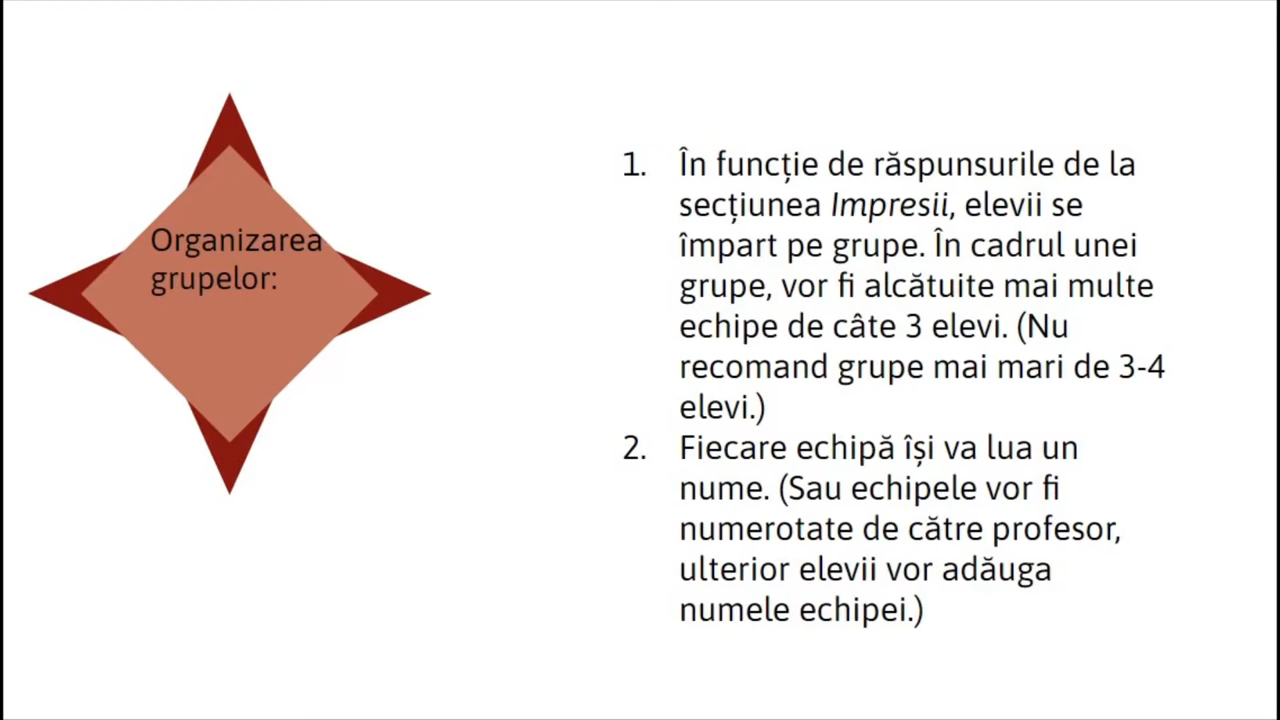 Organizarea
grupelor:
1. În funcție de răspunsurile de la
secțiunea Impresii, elevii se
împart pe grupe. În cadrul unei
grupe, vor fi alcătuite mai multe
echipe de câte 3 elevi. (Nu
recomand grupe mai mari de 3-4
elevi.)
2. Fiecare echipă își va lua un
nume. (Sau echipele vor fi
numerotate de către profesor,
ulterior elevii vor adăuga
numele echipei.)